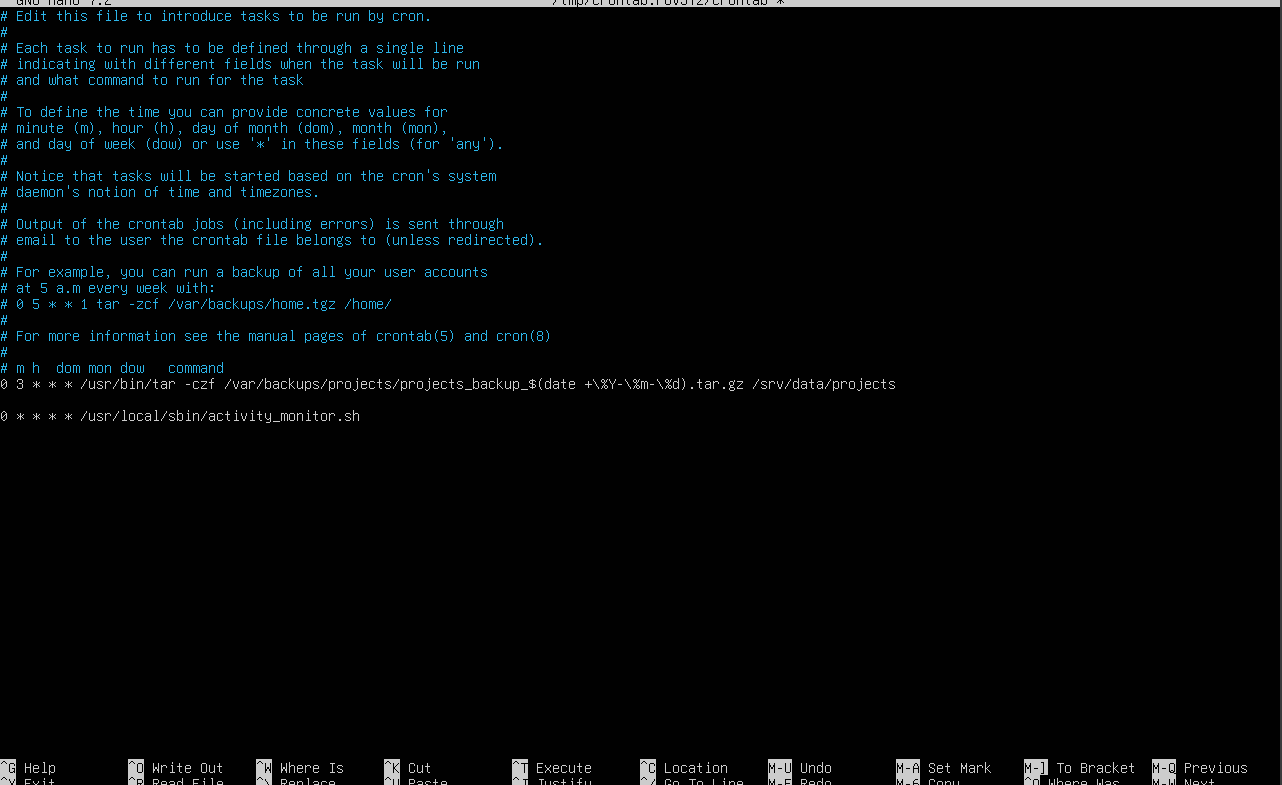 GNU nano 7.2 /tmp/crontab. /crontab *
# Edit this file to introduce tasks to be run by cron.
#
# Each task to run has to be defined through a single line
# indicating with different fields when the task will be run
# and what command to run for the task
#
# To define the time you can provide concrete values for
# minute (m), hour (h), day of month (dom), month (mon),
# and day of week (dow) or use '*' in these fields (for 'any').
#
# Notice that tasks will be started based on the cron's system
# daemon's notion of time and timezones.
#
# Output of the crontab jobs (including errors) is sent through
# email to the user the crontab file belongs to (unless redirected).
#
# For example, you can run a backup of all your user accounts
# at 5 a.m every week with:
# 0 5 * * 1 tar -zcf /var/backups/home.tgz /home/
#
# For more information see the manual pages of crontab(5) and cron(8)
#
# m h  dom mon dow   command
0 3 * * * /usr/bin/tar -czf /var/backups/projects/projects_backup_$(date +\%Y-\%m-\%d).tar.gz /srv/data/projects
0 * * * * /usr/local/sbin/activity_monitor.sh
^G Help ^O Write Out ^W Where Is ^K Cut ^T Execute ^C Location M-U Undo M-A Set Mark M-] To Bracket M-Q Previous
^X Exit ^R Read File ^\ Replace ^U Paste ^J Justify ^/ Go To Line M-E Redo M-6 Copy ^Q Where Was M-W Next